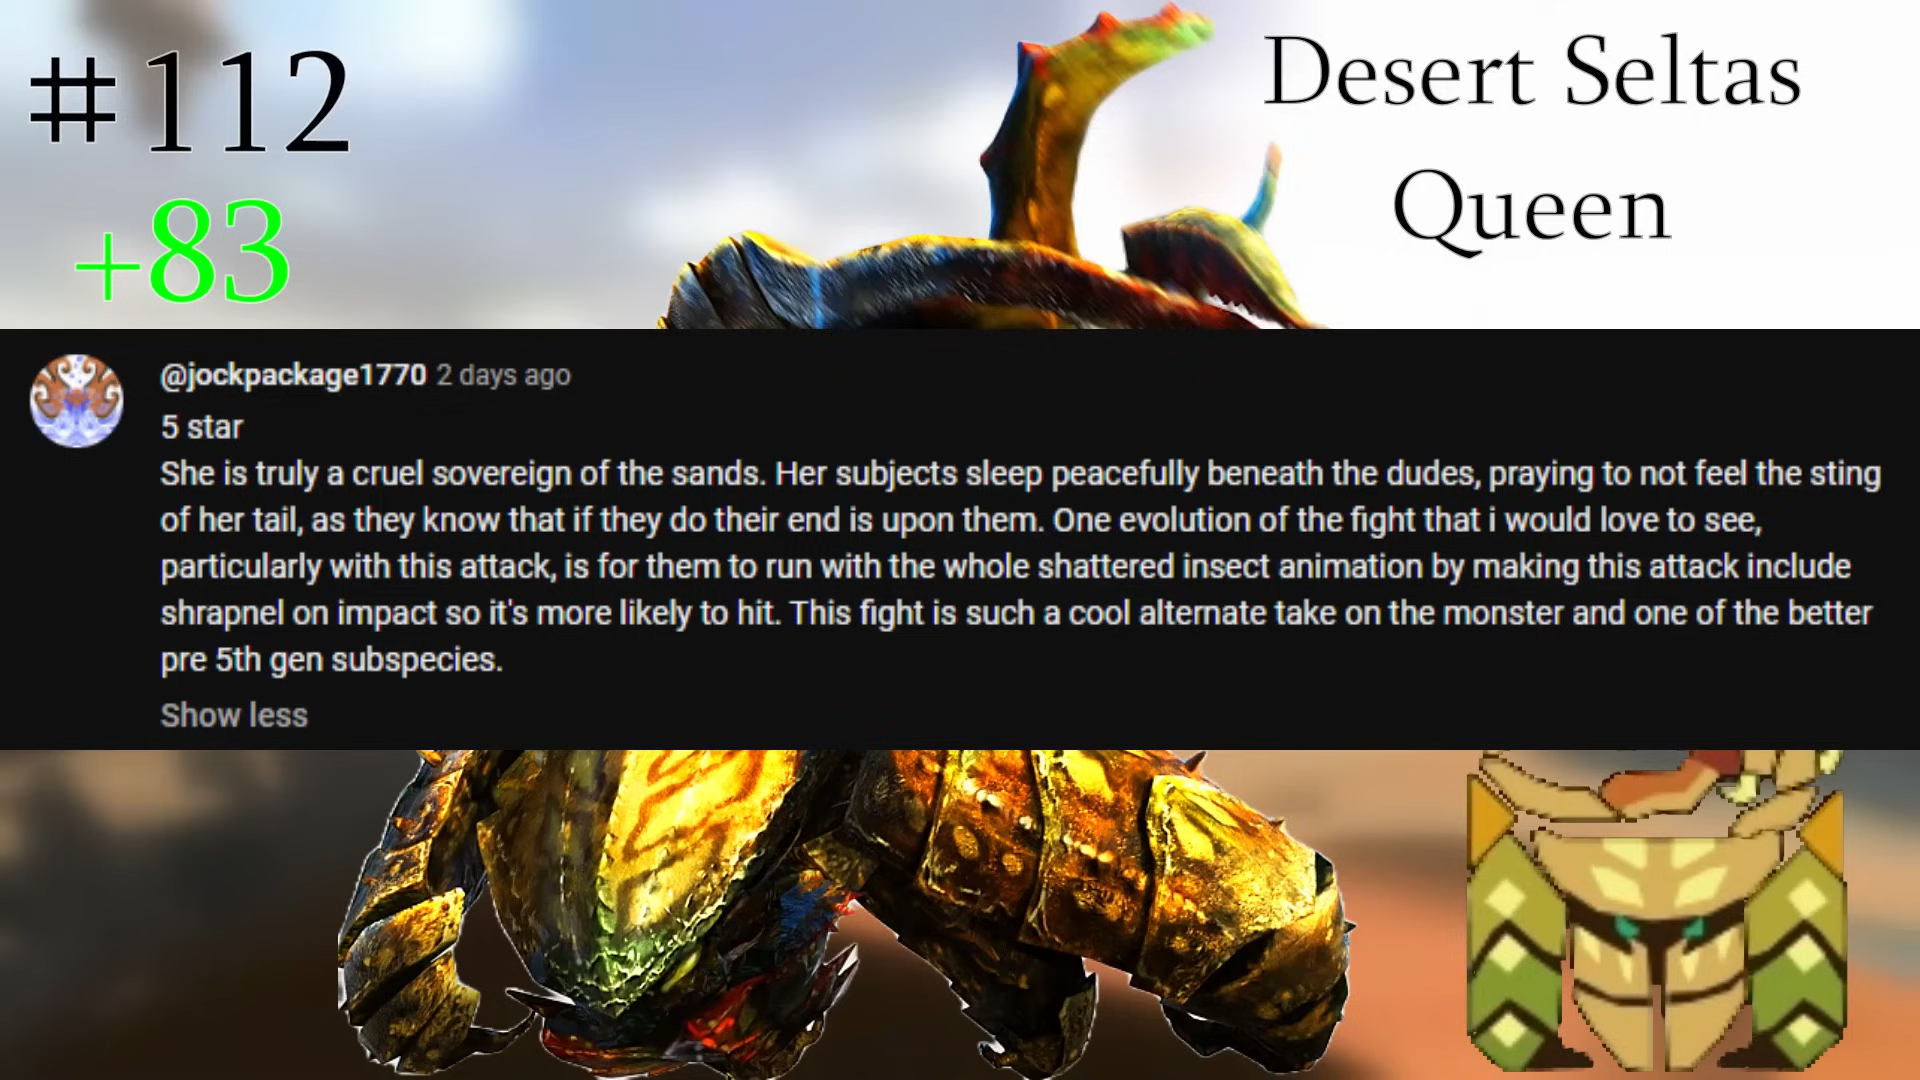 #112
+83
Desert Seltas
Queen
@jockpackage1770 2 days ago
5 star
She is truly a cruel sovereign of the sands. Her subjects sleep peacefully beneath the dudes, praying to not feel the sting
of her tail, as they know that if they do their end is upon them. One evolution of the fight that i would love to see,
particularly with this attack, is for them to run with the whole shattered insect animation by making this attack include
shrapnel on impact so it's more likely to hit. This fight is such a cool alternate take on the monster and one of the better
pre 5th gen subspecies.
Show less